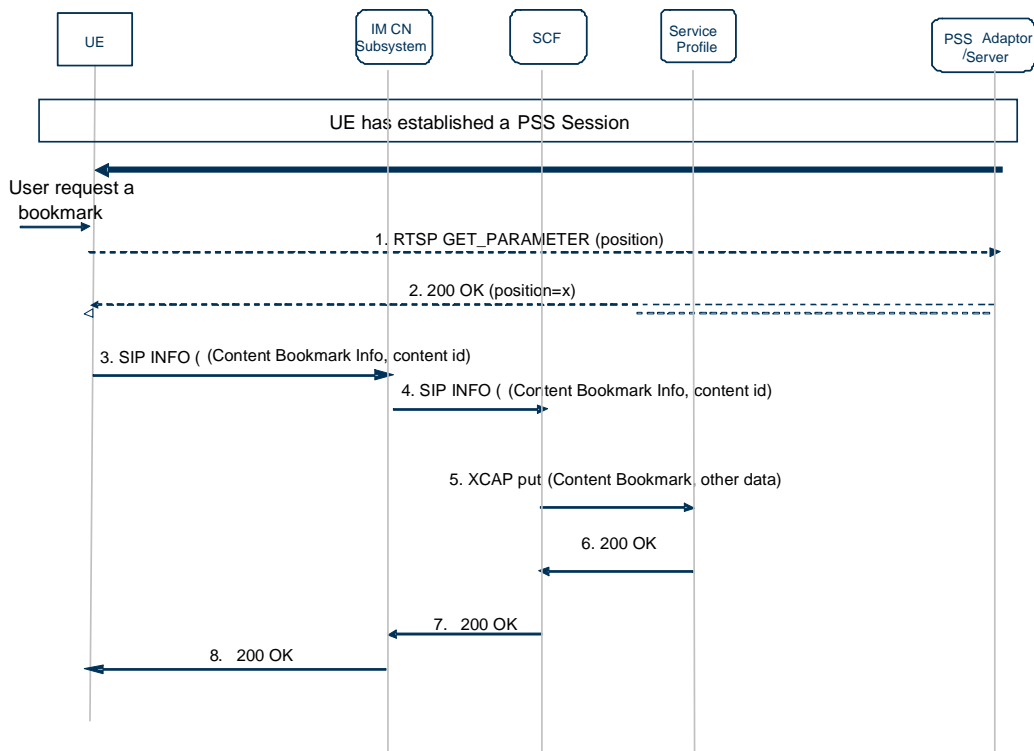 UE
IM CN
Subsystem
SCF
Service
Profile
PSS Adaptor
/Server
UE has established a PSS Session
User request a
bookmark
1. RTSP GET_PARAMETER (position)
2. 200 OK (position=x)
3. SIP INFO ( (Content Bookmark Info, content id)
4. SIP INFO ( (Content Bookmark Info, content id)
5. XCAP put (Content Bookmark, other data)
6. 200 OK
7. 200 OK
8. 200 OK